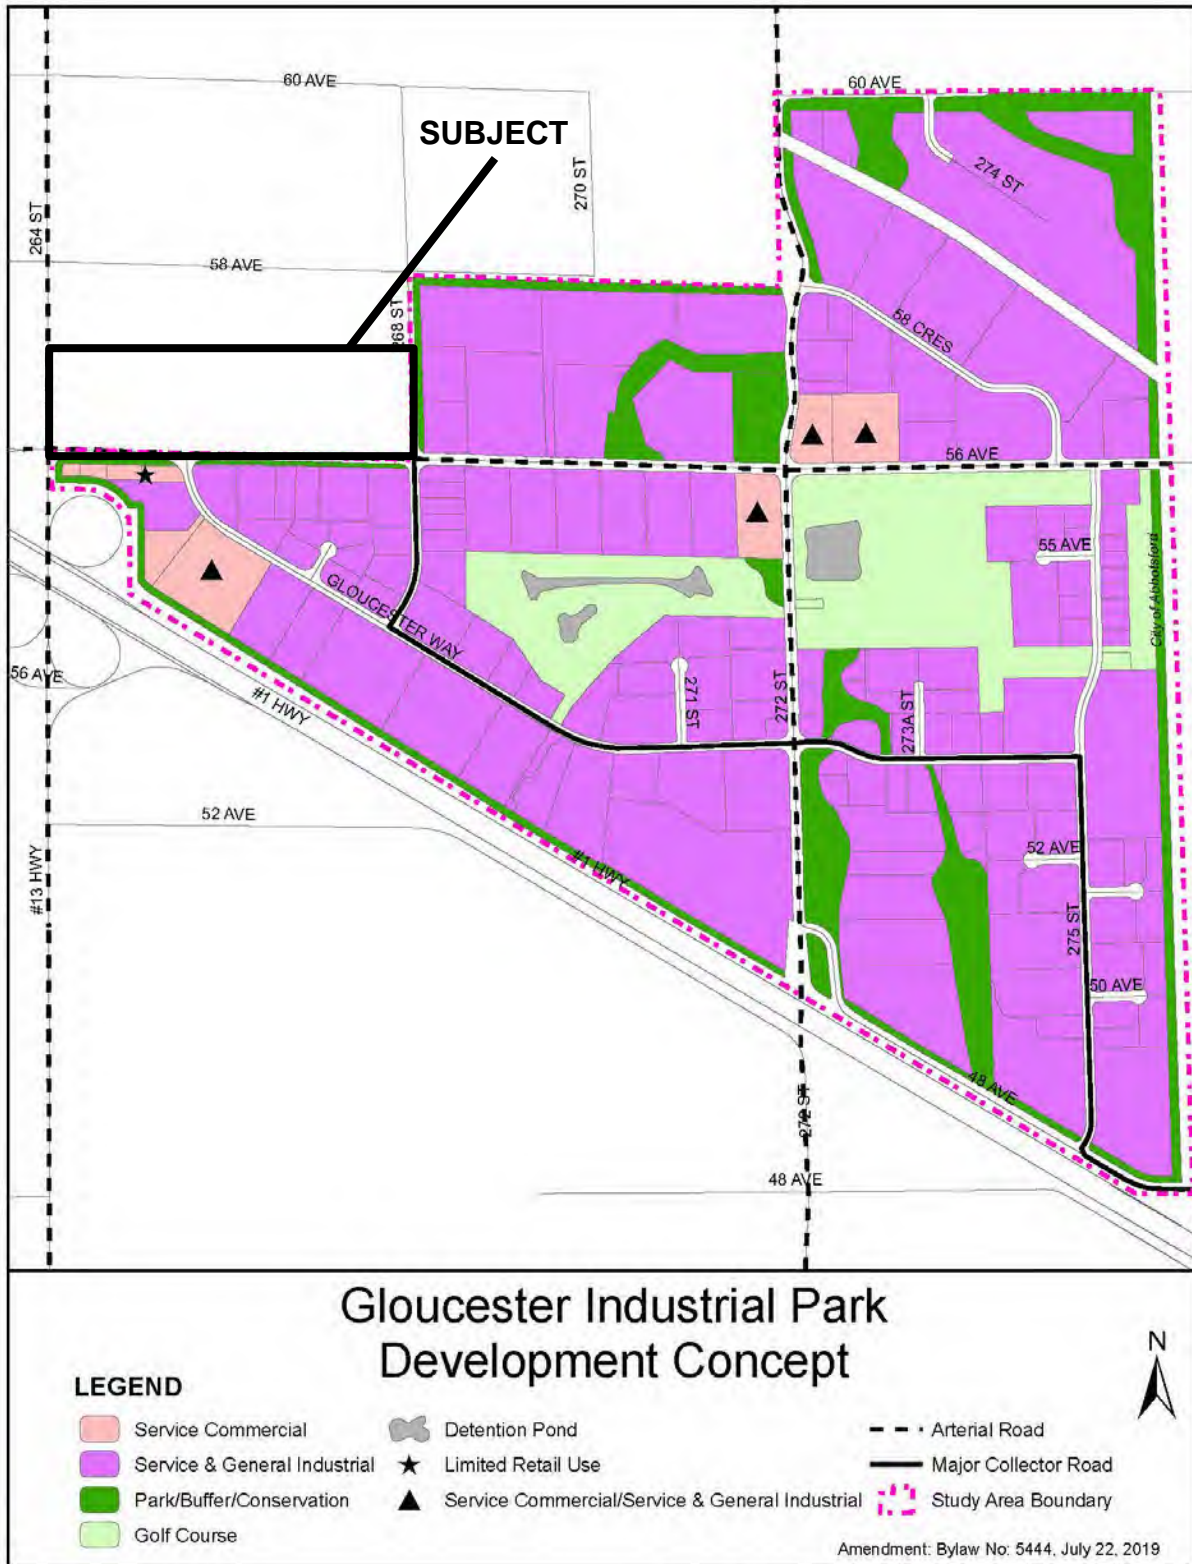 60 AVE
60 AVE
SUBJECT
270 ST
274 ST
264 ST
58 AVE
268 ST
58 CRES
56 AVE
55 AVE
City of Abbotsford
GLOUCESTER WAY
56 AVE
#1 HWY
271 ST
272 ST
273A ST
52 AVE
#1 HWY
52 AVE
#13 HWY
275 ST
50 AVE
48 AVE
272 ST
48 AVE
Gloucester Industrial Park
Development Concept
N
LEGEND
Service Commercial
Service & General Industrial
Park/Buffer/Conservation
Golf Course
Detention Pond
Limited Retail Use
Service Commercial/Service & General Industrial
Arterial Road
Major Collector Road
Study Area Boundary
Amendment: Bylaw No: 5444, July 22, 2019